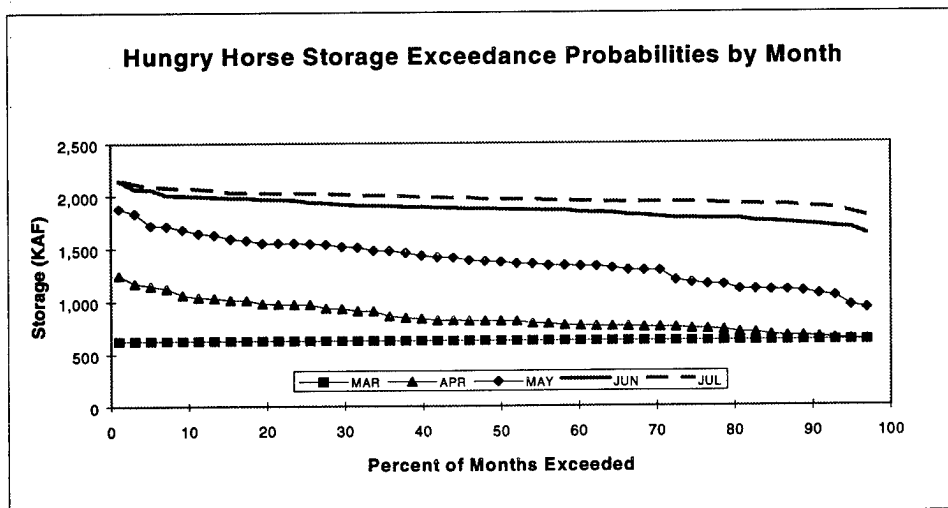 Hungry Horse Storage Exceedance Probabilities by Month
2,500
2,000
1,500
1,000
500
0
Storage (KAF)
MAR APR MAY JUN JUL
0 10 20 30 40 50 60 70 80 90 100
Percent of Months Exceeded